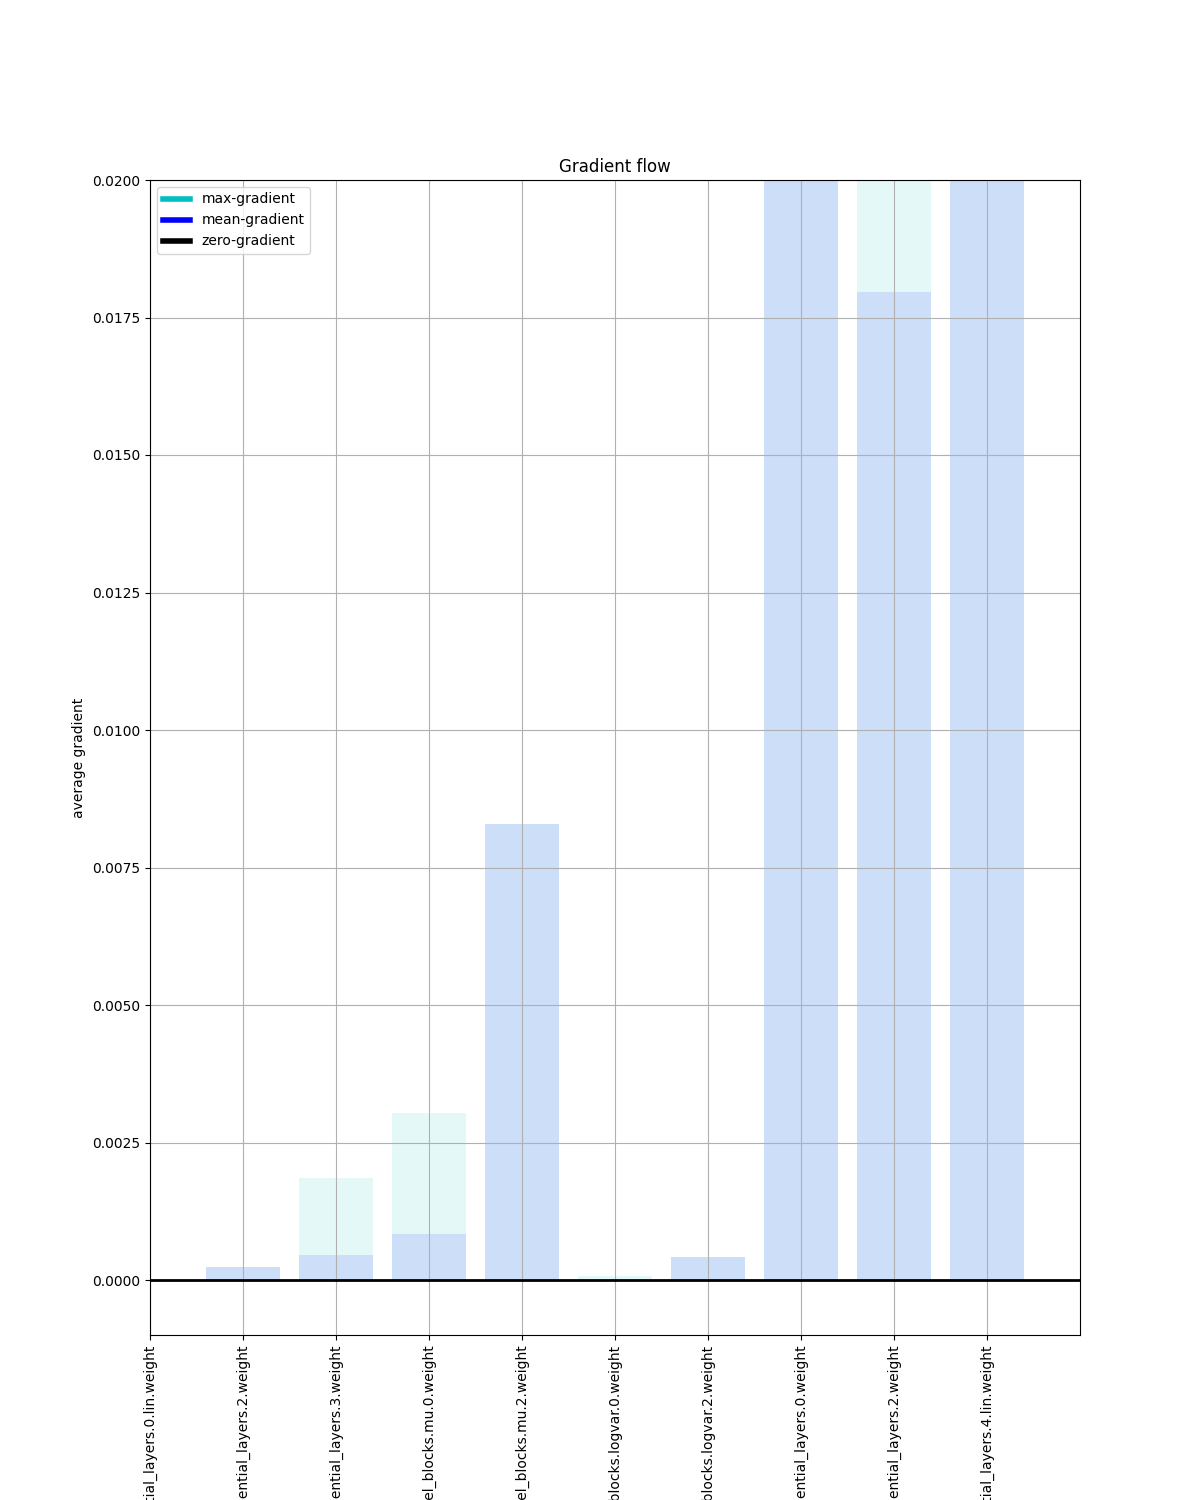 Gradient flow
max-gradient
mean-gradient
zero-gradient
0.0200
0.0175
0.0150
0.0125
0.0100
0.0075
0.0050
0.0025
0.0000
average gradient
tial_layers.0.lin.weight
ential_layers.2.weight
ential_layers.3.weight
el_blocks.mu.0.weight
el_blocks.mu.2.weight
blocks.logvar.0.weight
blocks.logvar.2.weight
ential_layers.0.weight
ential_layers.2.weight
tial_layers.4.lin.weight